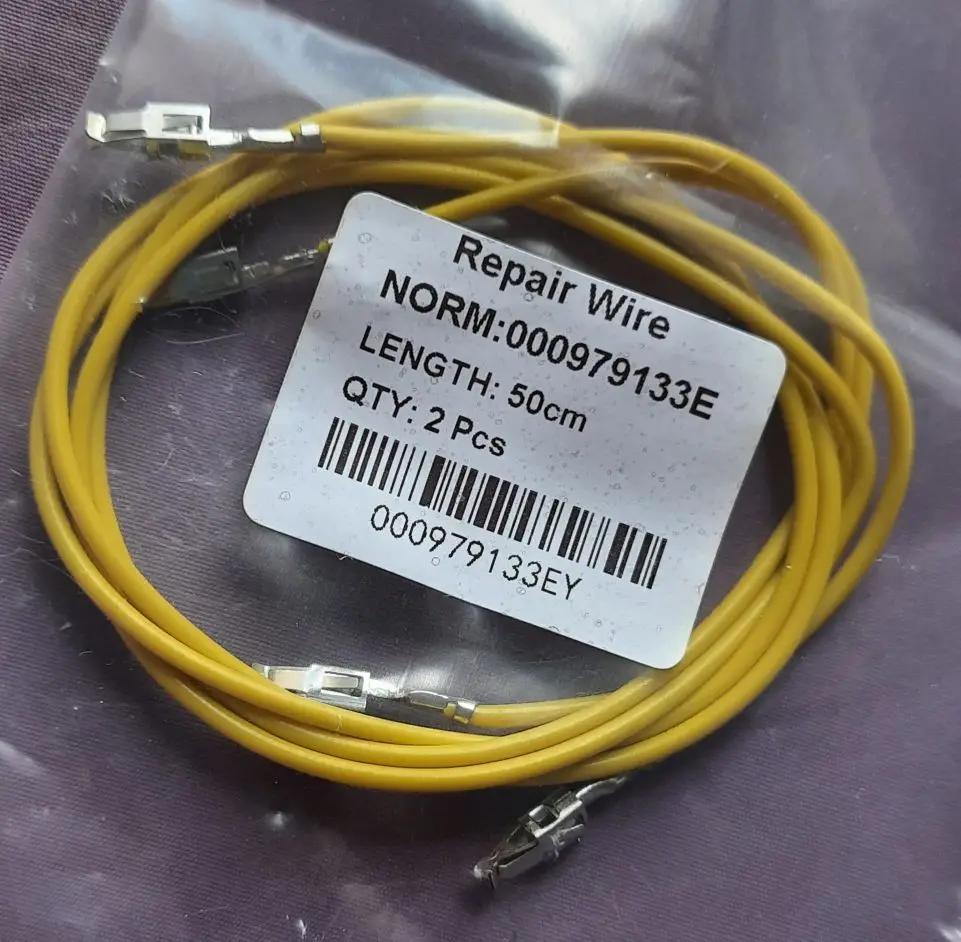 Repair Wire
NORM:000979133E
LENGTH: 50cm
QTY: 2 Pcs
000979133EY